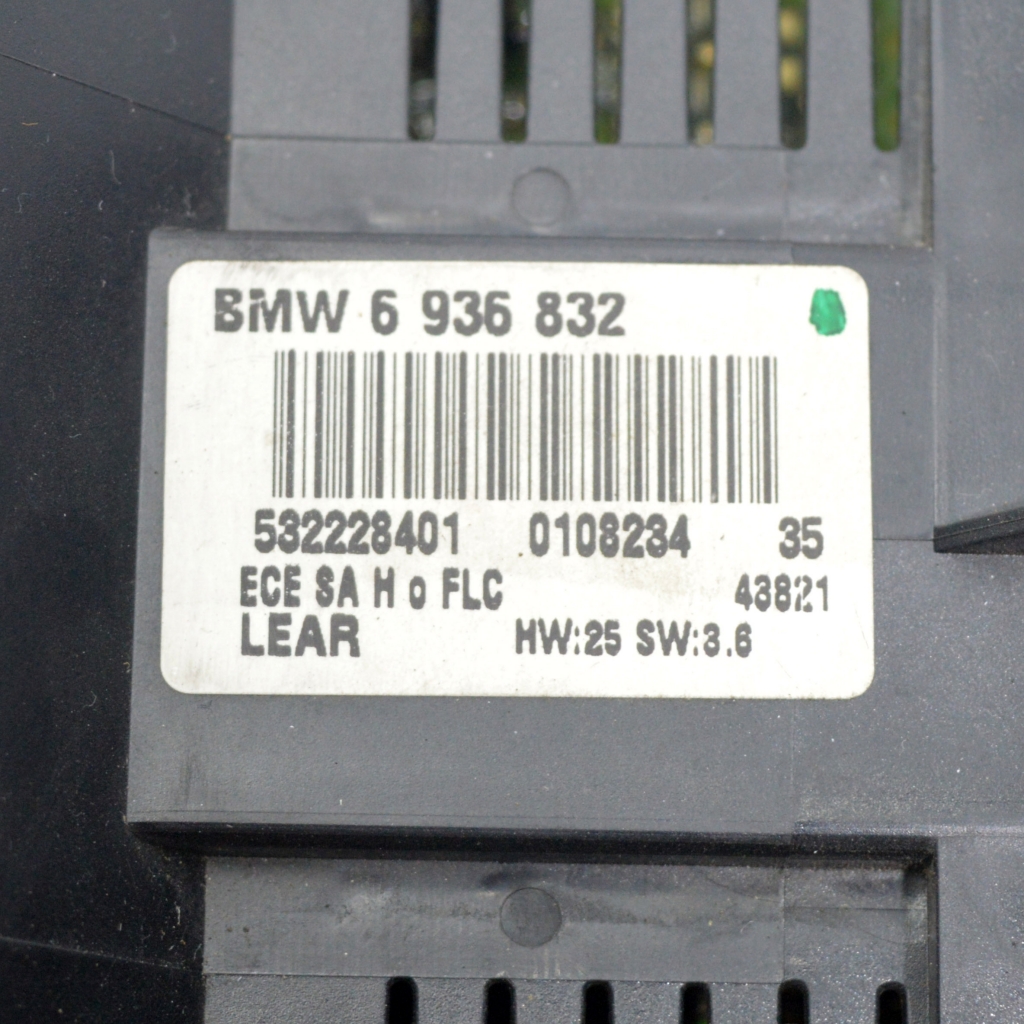 BMW 6 936 832
532228401 0108234 35
ECE SA H o FLC 43821
LEAR HW:25 SW:3.6